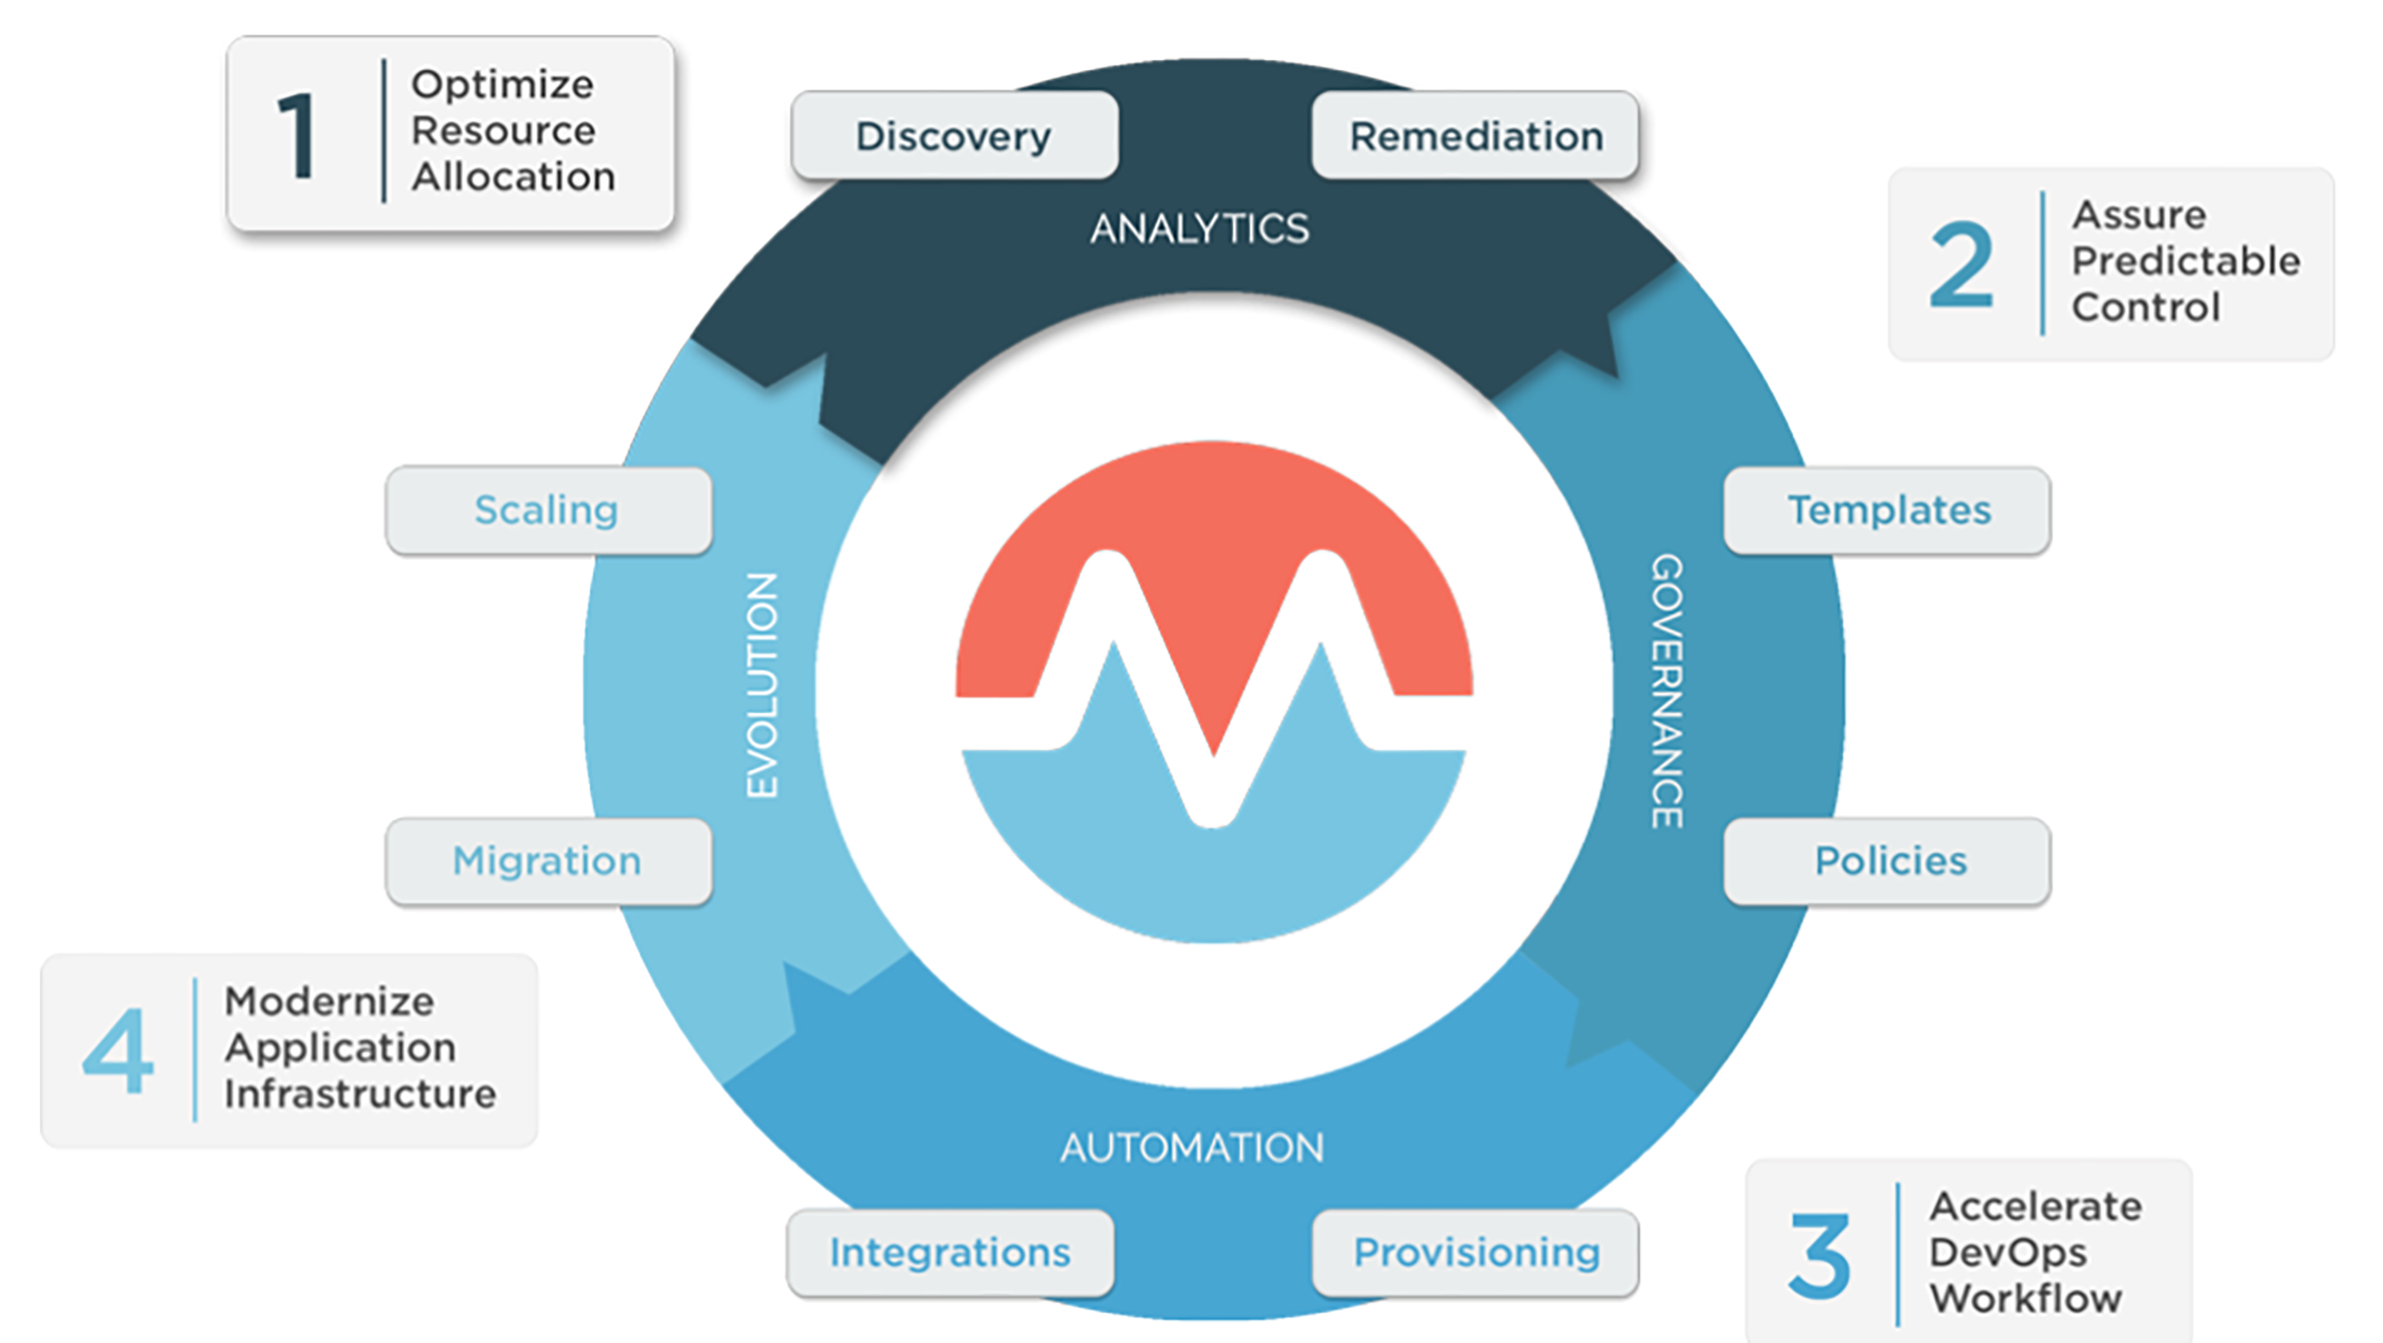 1
Optimize
Resource
Allocation
Discovery
Remediation
ANALYTICS
2
Assure
Predictable
Control
Scaling
Templates
EVOLUTION
GOVERNANCE
Migration
Policies
4
Modernize
Application
Infrastructure
AUTOMATION
Integrations
Provisioning
3
Accelerate
DevOps
Workflow